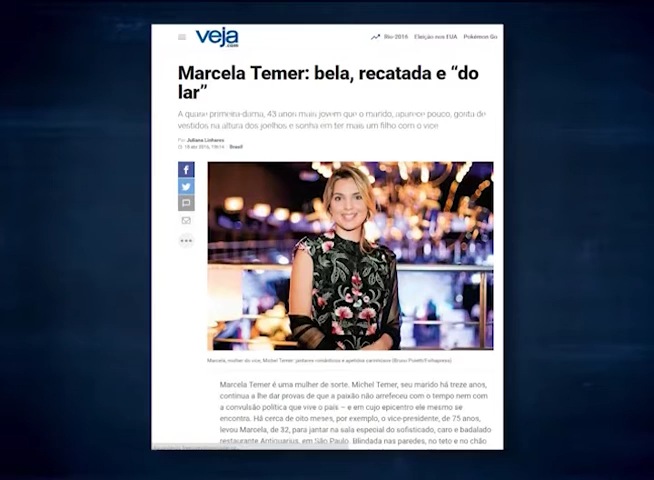 veja
.com
Rio 2016 Eleição nos EUA Pokémon Go
Marcela Temer: bela, recatada e “do
lar”
A quase primeira-dama, 43 anos mais jovem que o marido, aparece pouco, gosta de
vestidos na altura dos joelhos e sonha em ter mais um filho com o vice
Por Juliana Linhares
Brasil
Marcela, mulher do vice, Michel Temer: jantares românticos e apelidos carinhosos (Bruno Poletti/Folhapress)
Marcela Temer é uma mulher de sorte. Michel Temer, seu marido há treze anos,
continua a lhe dar provas de que a paixão não arrefeceu com o tempo nem com
a convulsão política que vive o país – e em cujo epicentro ele mesmo se
encontra. Há cerca de oito meses, por exemplo, o vice-presidente, de 75 anos,
levou Marcela, de 32, para jantar na sala especial do sofisticado, caro e badalado
restaurante Antiquarius, em São Paulo. Blindada nas paredes, no teto e no chão